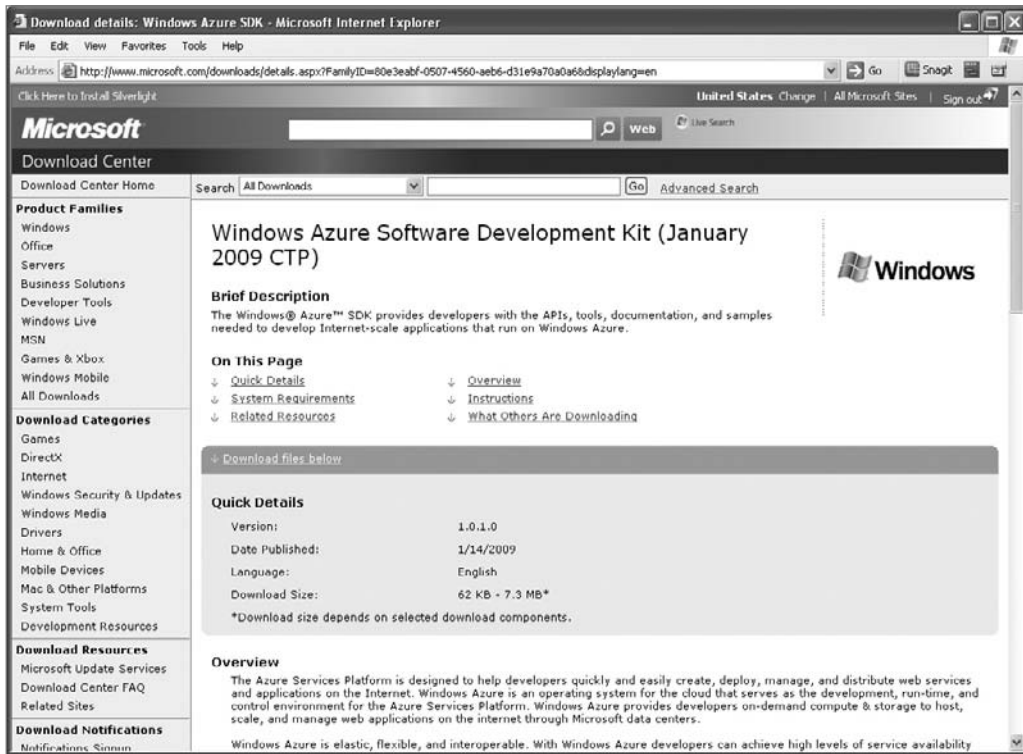 Download details: Windows Azure SDK - Microsoft Internet Explorer
File Edit View Favorites Tools Help
Address http://www.microsoft.com/downloads/details.aspx?FamilyID=80e3eabf-0507-4560-aeb6-d31e9a70a0a6&displaylang=en Go Snagit
Click Here to Install Silverlight United States Change | All Microsoft Sites | Sign out
Microsoft Web Live Search
Download Center
Download Center Home
Search All Downloads Go Advanced Search
Product Families
Windows
Office
Servers
Business Solutions
Developer Tools
Windows Live
MSN
Games & Xbox
Windows Mobile
All Downloads
Download Categories
Games
DirectX
Internet
Windows Security & Updates
Windows Media
Drivers
Home & Office
Mobile Devices
Mac & Other Platforms
System Tools
Development Resources
Download Resources
Microsoft Update Services
Download Center FAQ
Related Sites
Download Notifications
Notifications Signup
Windows Azure Software Development Kit (January
2009 CTP)
Windows
Brief Description
The Windows® Azure™ SDK provides developers with the APIs, tools, documentation, and samples
needed to develop Internet-scale applications that run on Windows Azure.
On This Page
Quick Details Overview
System Requirements Instructions
Related Resources What Others Are Downloading
Download files below
Quick Details
Version: 1.0.1.0
Date Published: 1/14/2009
Language: English
Download Size: 62 KB - 7.3 MB*
*Download size depends on selected download components.
Overview
The Azure Services Platform is designed to help developers quickly and easily create, deploy, manage, and distribute web services
and applications on the Internet. Windows Azure is an operating system for the cloud that serves as the development, run-time, and
control environment for the Azure Services Platform. Windows Azure provides developers on-demand compute & storage to host,
scale, and manage web applications on the internet through Microsoft data centers.
Windows Azure is elastic, flexible, and interoperable. With Windows Azure developers can achieve high levels of service availability